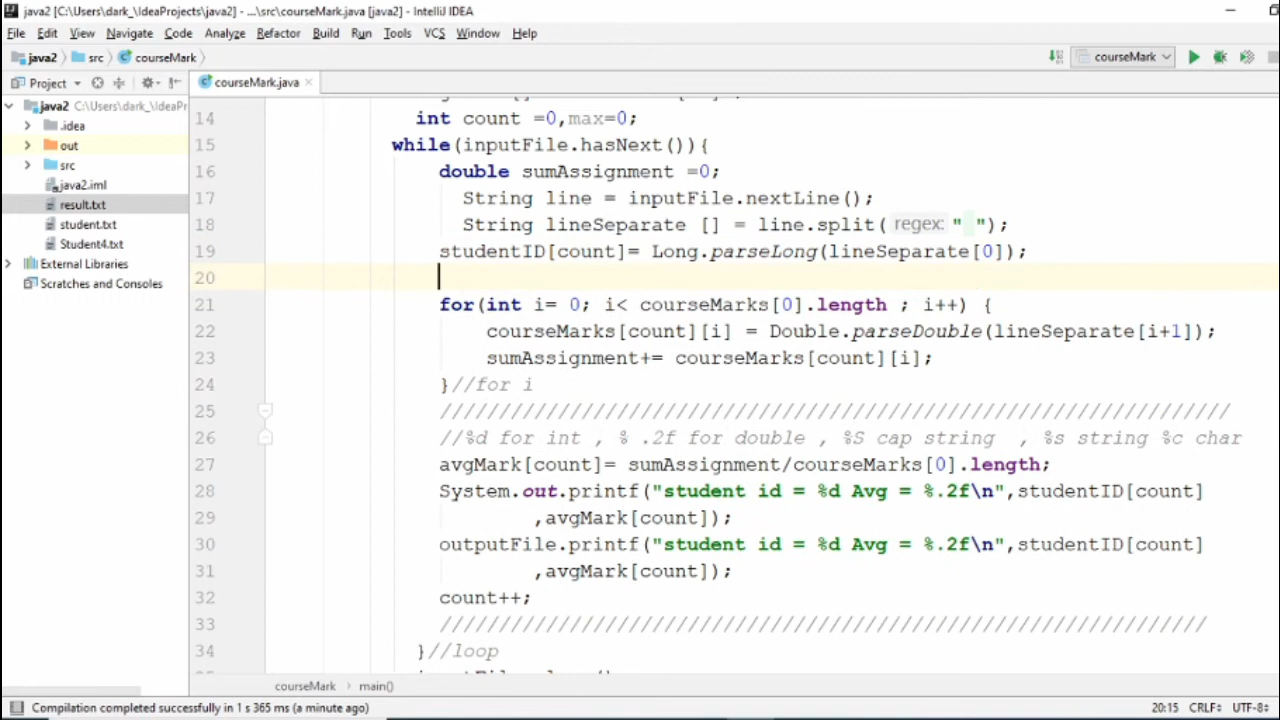 java2 [C:\Users\dark_\IdeaProjects\java2] - ...\src\courseMark.java [java2] - IntelliJ IDEA
File Edit View Navigate Code Analyze Refactor Build Run Tools VCS Window Help
java2 src courseMark courseMark
Project courseMark.java
java2 C:\Users\dark_\IdeaPr
.idea
out
src
java2.iml
result.txt
student.txt
Student4.txt
External Libraries
Scratches and Consoles
14 int count =0,max=0;
15 while(inputFile.hasNext()){
16 double sumAssignment =0;
17 String line = inputFile.nextLine();
18 String lineSeparate [] = line.split( regex: " ");
19 studentID[count]= Long.parseLong(lineSeparate[0]);
20
21 for(int i= 0; i< courseMarks[0].length ; i++) {
22 courseMarks[count][i] = Double.parseDouble(lineSeparate[i+1]);
23 sumAssignment+= courseMarks[count][i];
24 }//for i
25 ///////////////////////////////////////////////////////////////////
26 //%d for int , % .2f for double , %S cap string  , %s string %c char
27 avgMark[count]= sumAssignment/courseMarks[0].length;
28 System.out.printf("student id = %d Avg = %.2f\n",studentID[count]
29 ,avgMark[count]);
30 outputFile.printf("student id = %d Avg = %.2f\n",studentID[count]
31 ,avgMark[count]);
32 count++;
33 /////////////////////////////////////////////////////////////////
34 }//loop
courseMark main()
Compilation completed successfully in 1 s 365 ms (a minute ago) 20:15 CRLF UTF-8